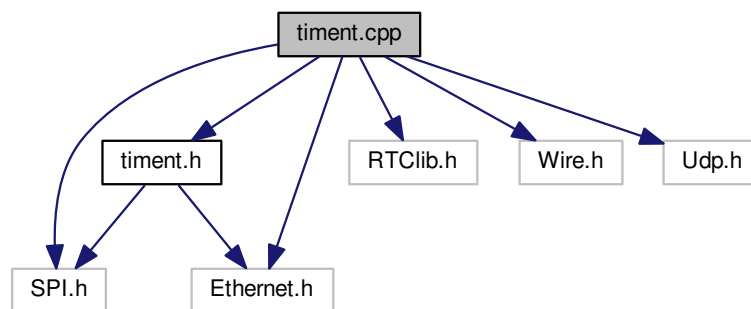 timent.cpp
timent.h
RTClib.h
Wire.h
Udp.h
SPI.h
Ethernet.h